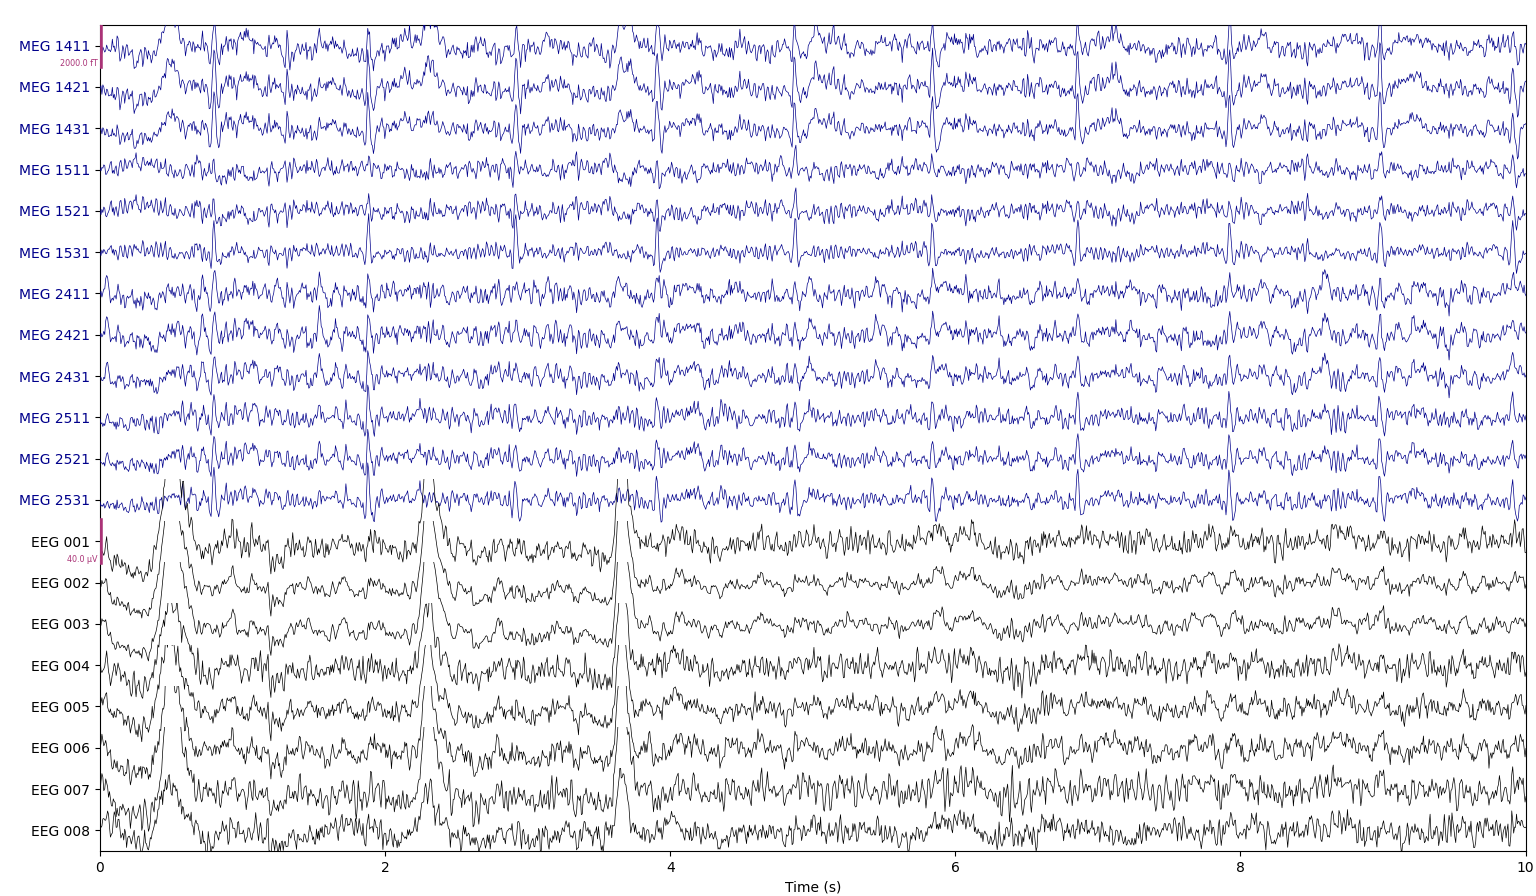 MEG 1411
2000.0 fT
MEG 1421
MEG 1431
MEG 1511
MEG 1521
MEG 1531
MEG 2411
MEG 2421
MEG 2431
MEG 2511
MEG 2521
MEG 2531
EEG 001
40.0 µV
EEG 002
EEG 003
EEG 004
EEG 005
EEG 006
EEG 007
EEG 008
0 2 4 6 8 10
Time (s)